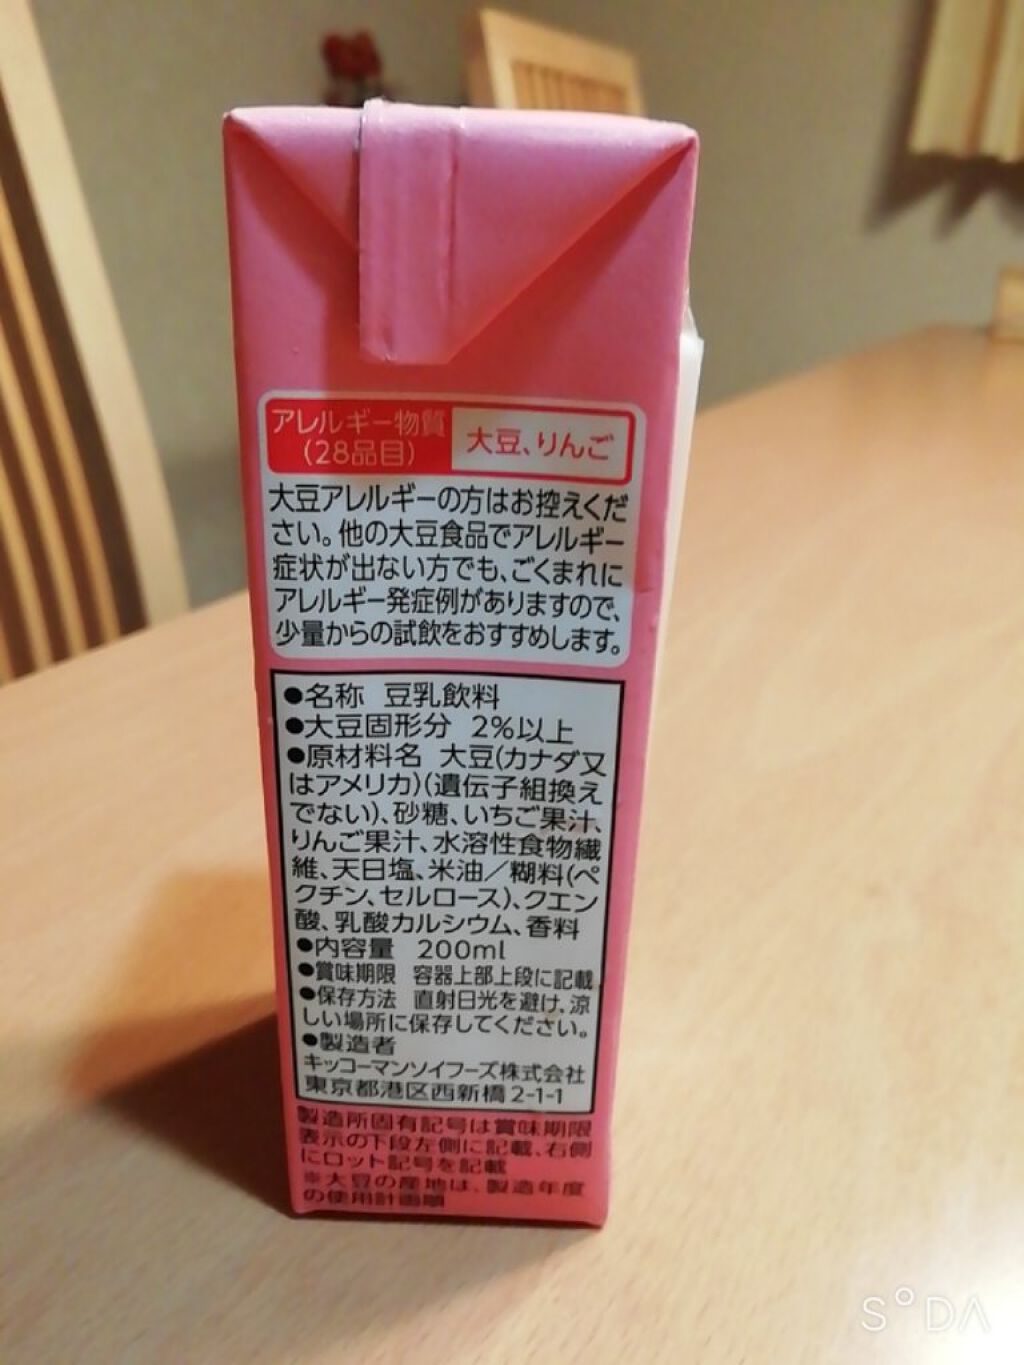 アレルギー物質
(28品目)
大豆、りんご
大豆アレルギーの方はお控えくだ
さい。他の大豆食品でアレルギー
症状が出ない方でも、ごくまれに
アレルギー発症例がありますので、
少量からの試飲をおすすめします。
●名称 豆乳飲料
●大豆固形分 2%以上
●原材料名 大豆(カナダ又
はアメリカ)(遺伝子組換え
でない)、砂糖、いちご果汁、
りんご果汁、水溶性食物繊
維、天日塩、米油/糊料(ペ
クチン、セルロース)、クエン
酸、乳酸カルシウム、香料
●内容量 200ml
●賞味期限 容器上部上段に記載
●保存方法 直射日光を避け、涼
しい場所に保存してください。
●製造者
キッコーマンソイフーズ株式会社
東京都港区西新橋2-1-1
製造所固有記号は賞味期限
表示の下段左側に記載、右側
にロット記号を記載
※大豆の産地は、製造年度
の使用計画順
SODA